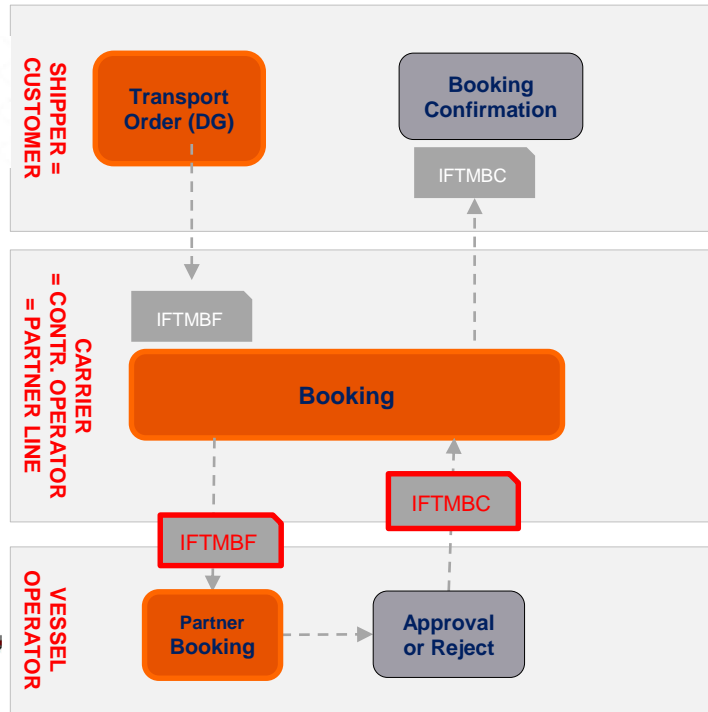 SHIPPER =
CUSTOMER
Transport
Order (DG)
Booking
Confirmation
IFTMBC
CARRIER
= CONTR. OPERATOR
= PARTNER LINE
IFTMBF
Booking
IFTMBF
IFTMBC
VESSEL
OPERATOR
Partner
Booking
Approval
or Reject